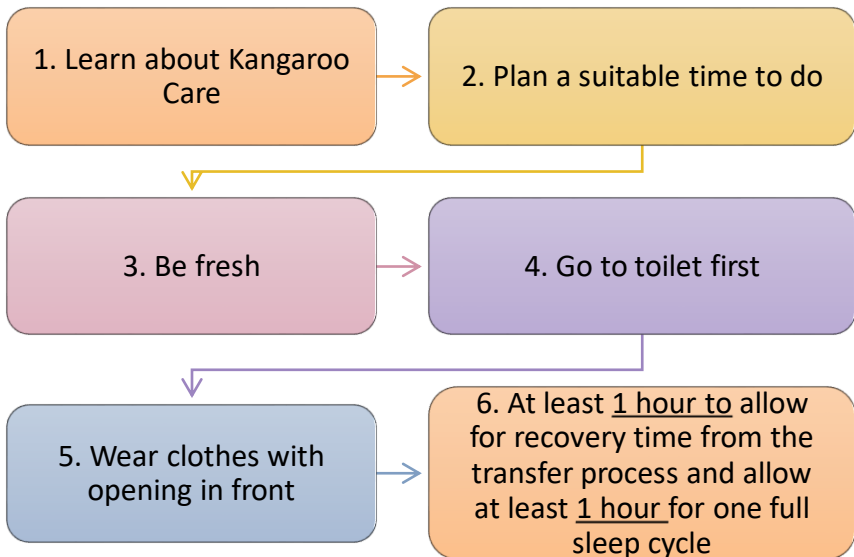 1. Learn about Kangaroo
Care
2. Plan a suitable time to do
3. Be fresh
4. Go to toilet first
5. Wear clothes with
opening in front
6. At least 1 hour to allow
for recovery time from the
transfer process and allow
at least 1 hour for one full
sleep cycle